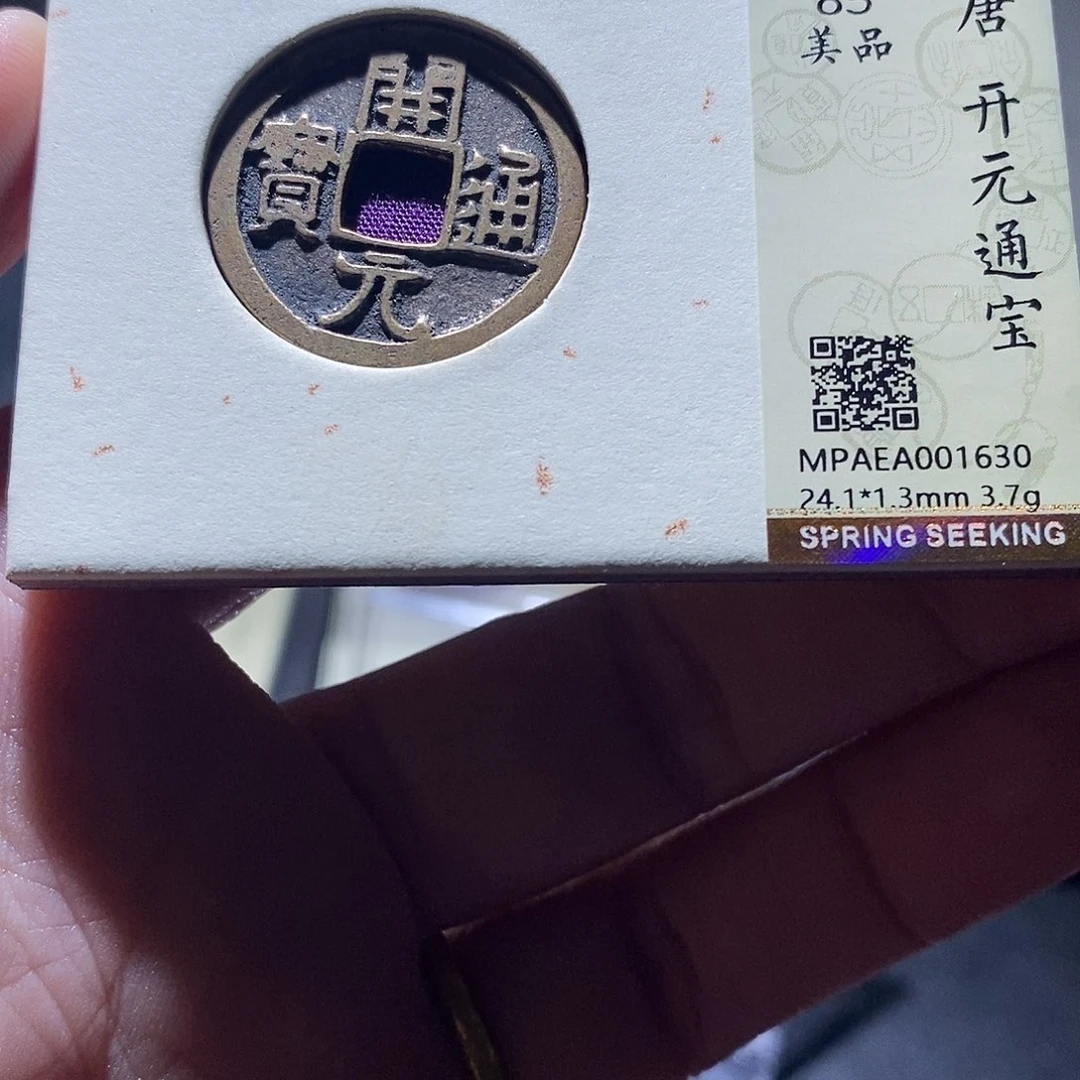 開通元寶
85
美品
唐 开元通宝
MPAEA001630
24.1*1.3mm 3.7g
SPRING SEEKING